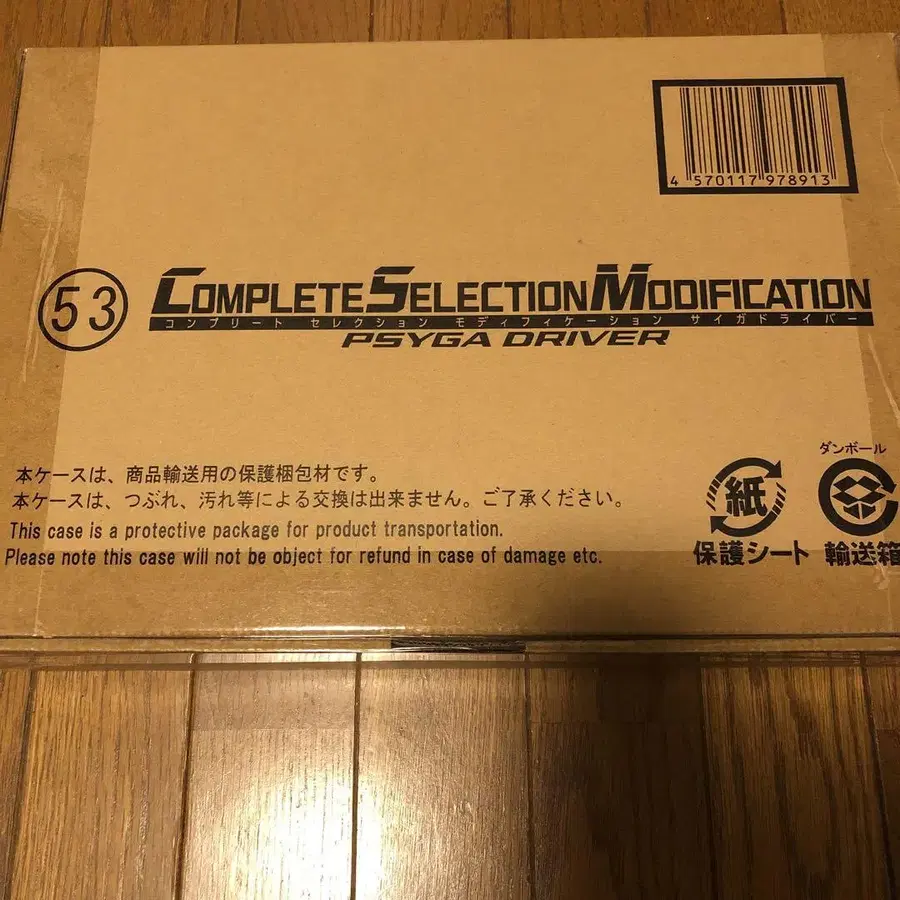 4 570117 978913
53
COMPLETE SELECTION MODIFICATION
コンプリート セレクション モディフィケーション サイガドライバー
PSYGA DRIVER
本ケースは、商品輸送用の保護梱包材です。
本ケースは、つぶれ、汚れ等による交換は出来ません。ご了承ください。
This case is a protective package for product transportation.
Please note this case will not be object for refund in case of damage etc.
紙
保護シート
ダンボール
輸送箱